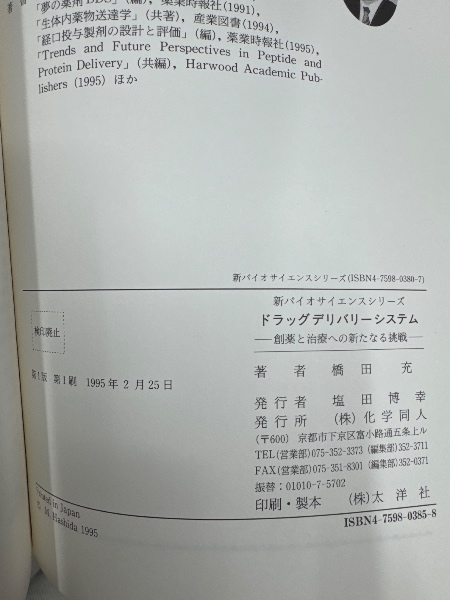 著書
「夢の薬剤DDS」(編), 薬業時報社(1991),
「生体内薬物送達学」(共著), 産業図書(1994),
「経口投与製剤の設計と評価」(編), 薬業時報社(1995),
「Trends and Future Perspectives in Peptide and
Protein Delivery」(共編), Harwood Academic Pub-
lishers (1995) ほか
新バイオサイエンスシリーズ(ISBN4-7598-0380-7)
新バイオサイエンスシリーズ
ドラッグデリバリーシステム
―創薬と治療への新たなる挑戦―
検印廃止
著者 橋田 充
第1版 第1刷 1995年2月25日
発行者 塩田博幸
発行所 (株)化学同人
(〒600) 京都市下京区富小路通五条上ル
TEL(営業部)075-352-3373 (編集部)352-3711
FAX(営業部)075-351-8301 (編集部)352-0371
振替:01010-7-5702
印刷・製本 (株)太洋社
Printed in Japan
© M. Hashida 1995
ISBN4-7598-0385-8